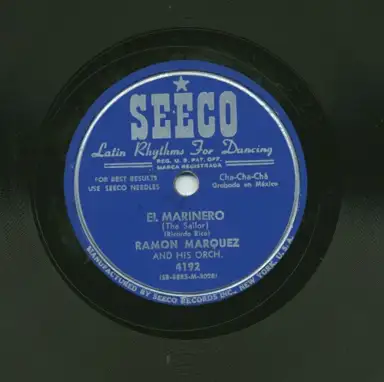 SEECO
Latin Rhythms For Dancing
REG. U. S. PAT. OFF.
MARCA REGISTRADA
FOR BEST RESULTS
USE SEECO NEEDLES
Cha-Cha-Chá
Grabado en México
EL MARINERO
(The Sailor)
(Ricardo Rico)
RAMON MARQUEZ
AND HIS ORCH.
4192
MANUFACTURED BY SEECO RECORDS INC., NEW YORK, U. S. A.